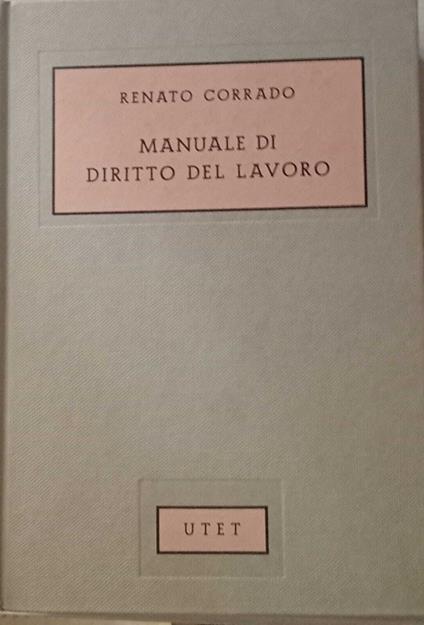 RENATO CORRADO
MANUALE DI
DIRITTO DEL LAVORO
UTET